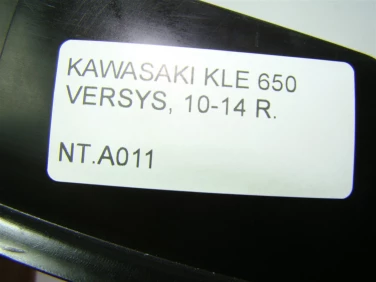 KAWASAKI KLE 650
VERSYS, 10-14 R.
NT.A011